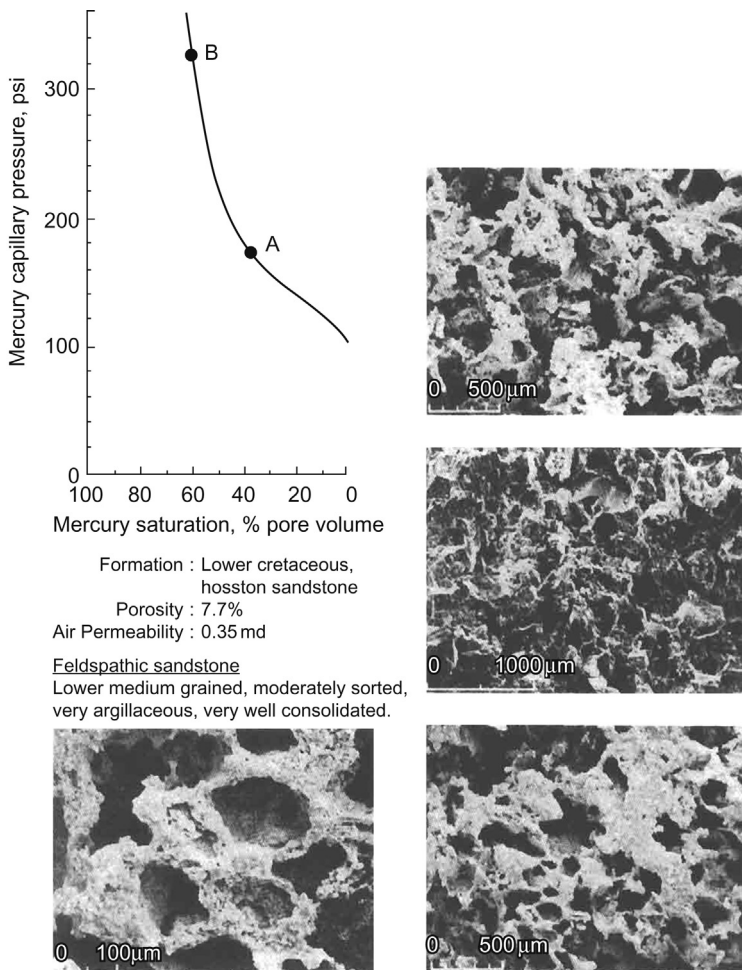 Mercury capillary pressure, psi
300
200
100
0
B
A
100 80 60 40 20 0
Mercury saturation, % pore volume
Formation : Lower cretaceous,
hosston sandstone
Porosity : 7.7%
Air Permeability : 0.35 md
Feldspathic sandstone
Lower medium grained, moderately sorted,
very argillaceous, very well consolidated.
0 100μm
0 500 μm
0 1000 μm
0 500 μm